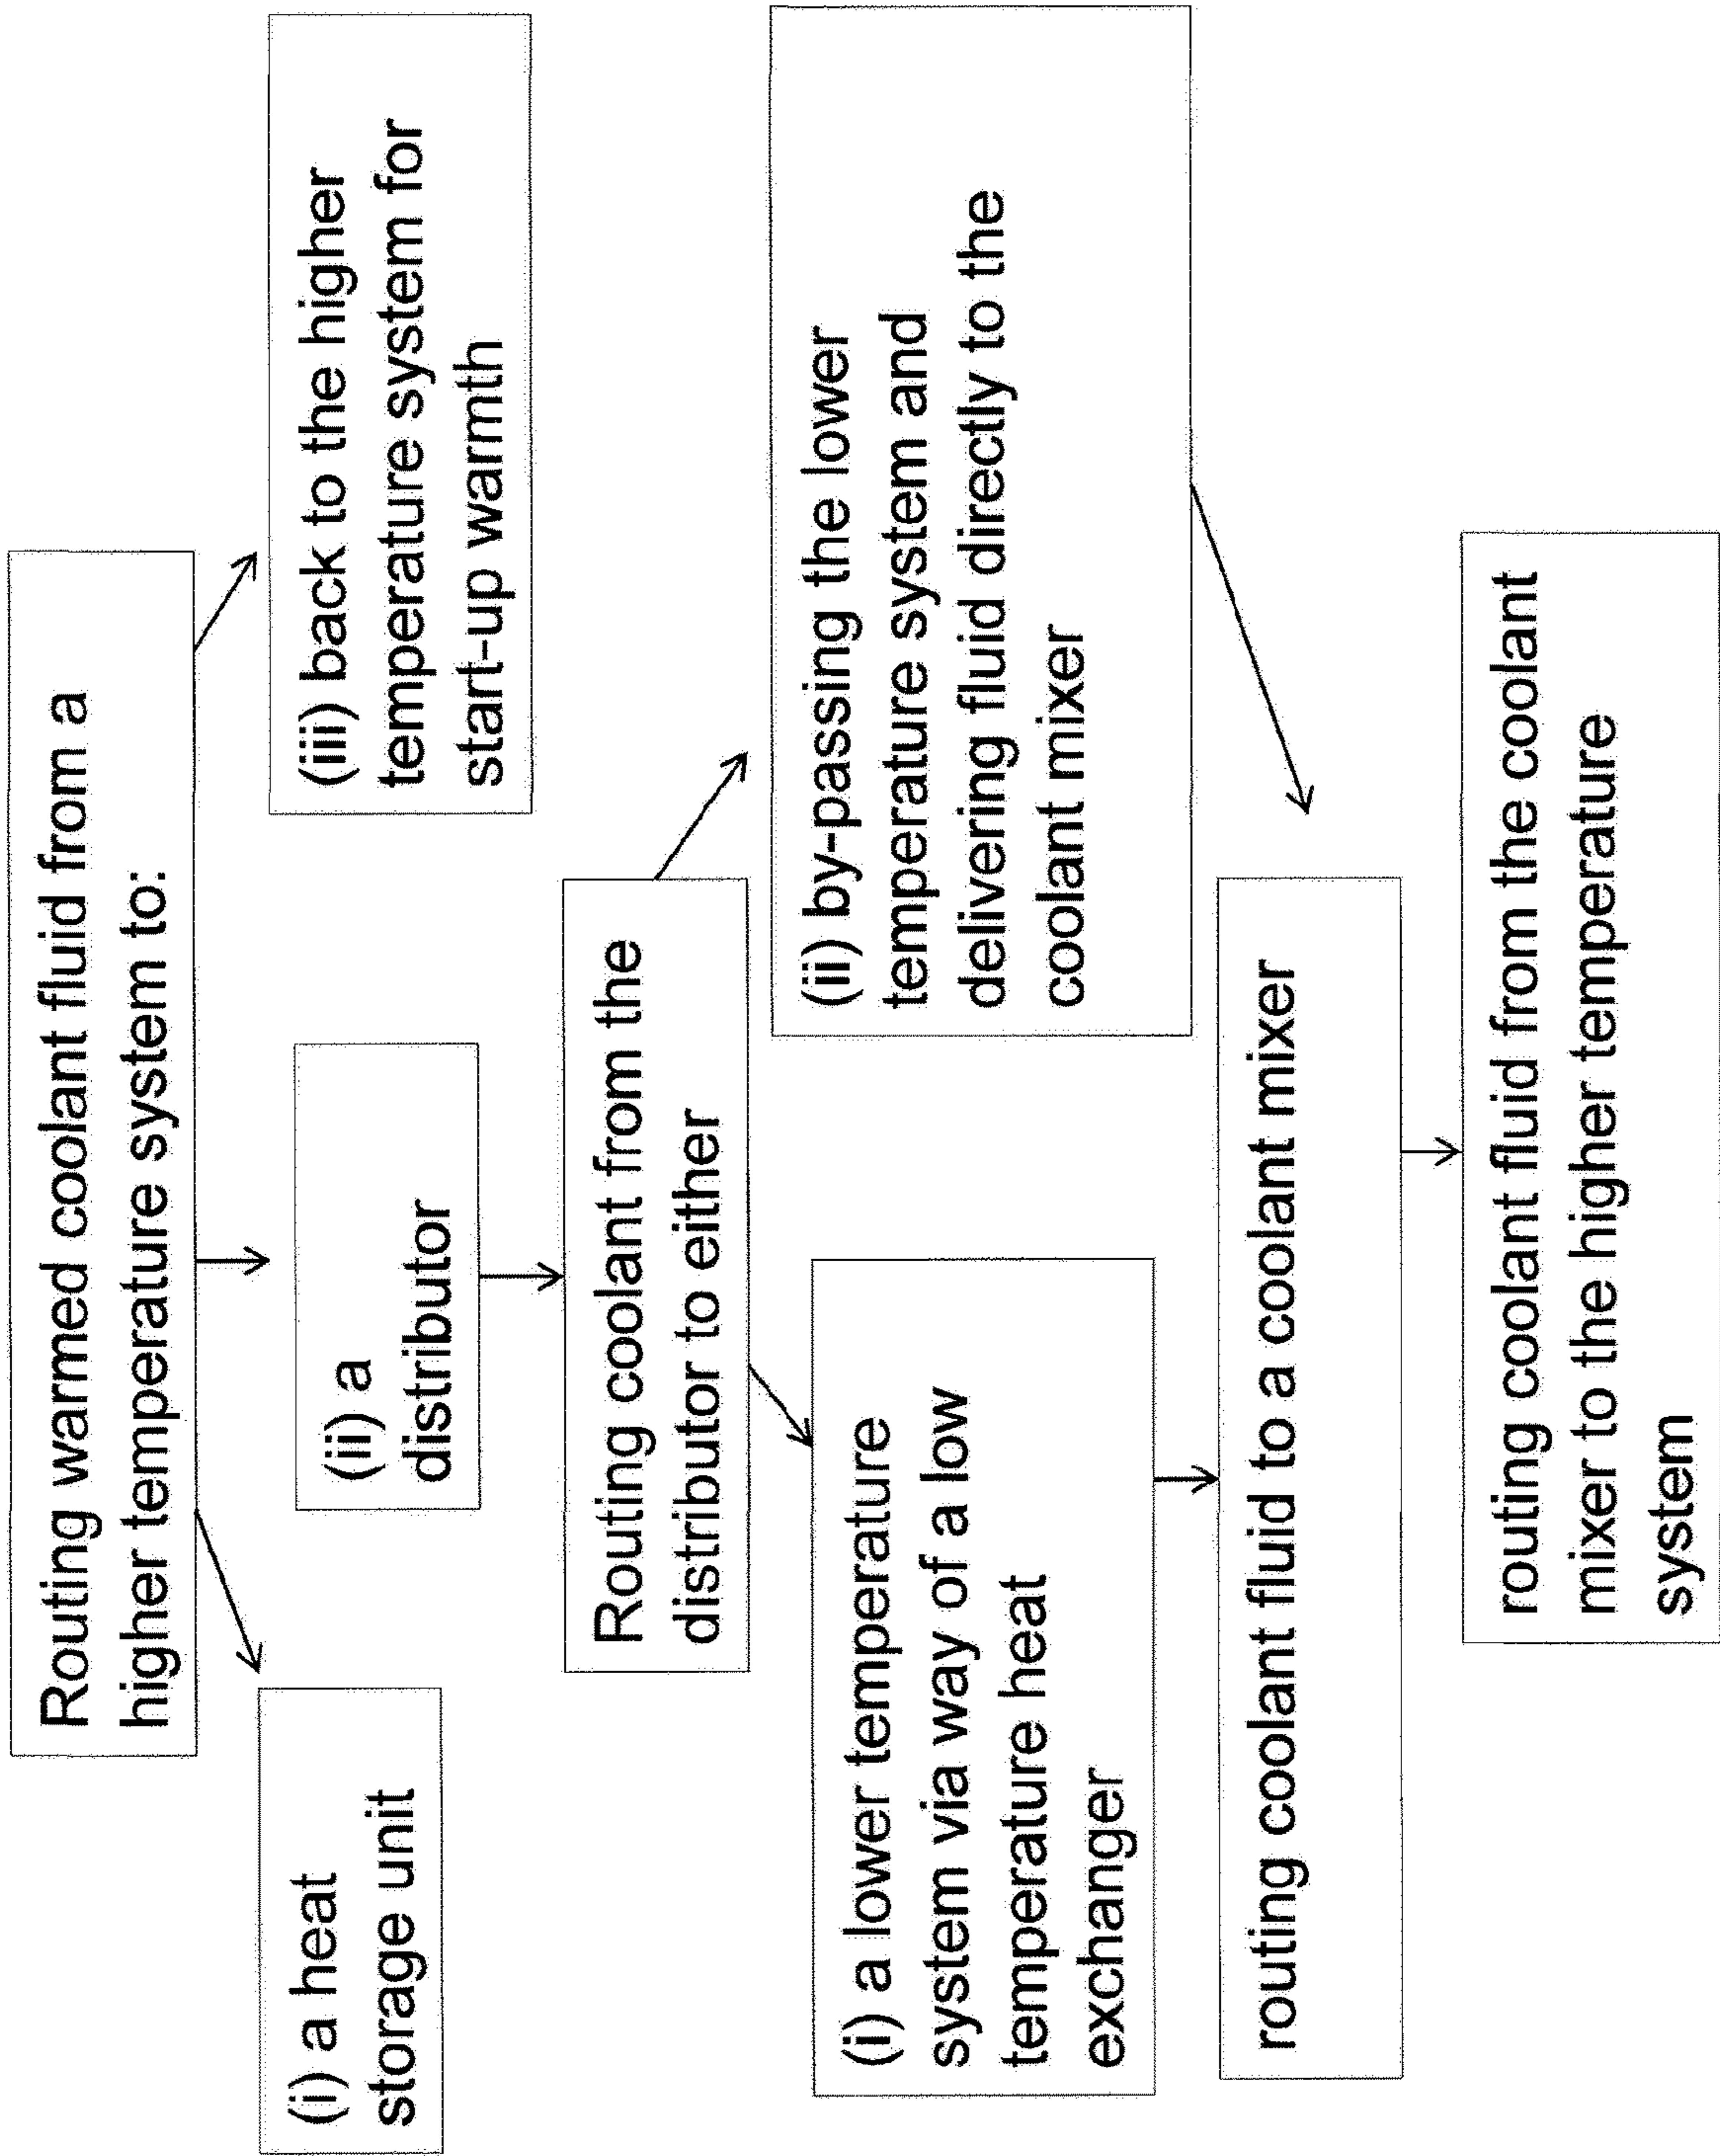 Routing warmed coolant fluid from a
higher temperature system to:
(i) a heat
storage unit
(ii) a
distributor
(iii) back to the higher
temperature system for
start-up warmth
Routing coolant from the
distributor to either
(i) a lower temperature
system via way of a low
temperature heat
exchanger
(ii) by-passing the lower
temperature system and
delivering fluid directly to the
coolant mixer
routing coolant fluid to a coolant mixer
routing coolant fluid from the coolant
mixer to the higher temperature
system